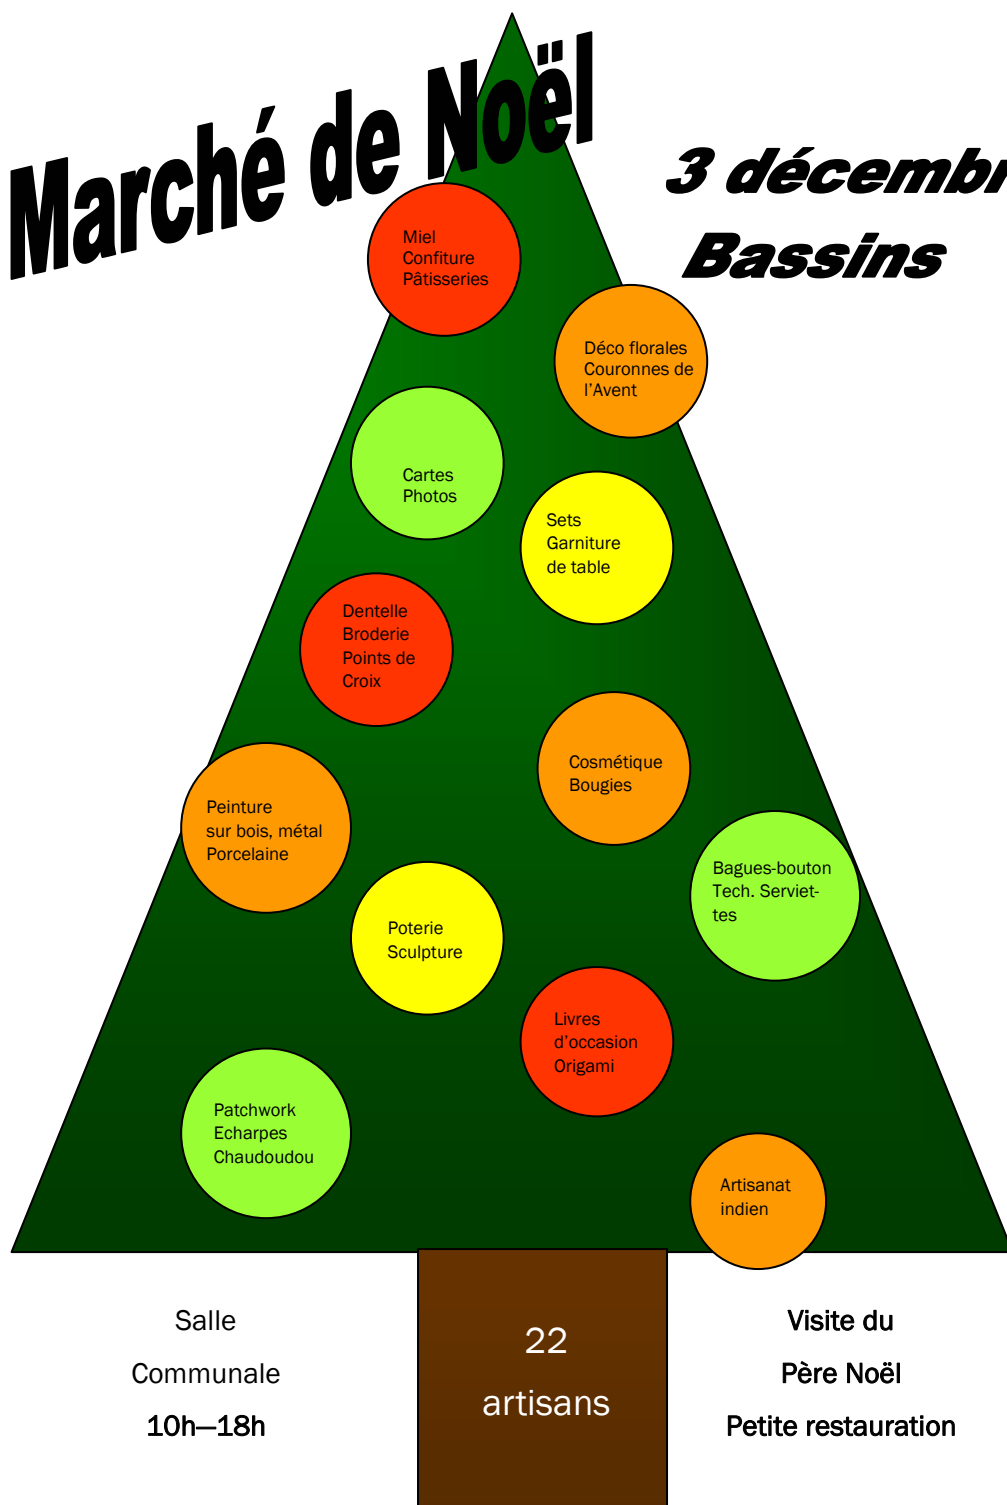 Marché de Noël
3 décembr
Bassins
Miel
Confiture
Pâtisseries
Déco florales
Couronnes de
l'Avent
Cartes
Photos
Sets
Garniture
de table
Dentelle
Broderie
Points de
Croix
Cosmétique
Bougies
Peinture
sur bois, métal
Porcelaine
Bagues-bouton
Tech. Serviet-
tes
Poterie
Sculpture
Livres
d'occasion
Origami
Patchwork
Echarpes
Chaudoudou
Artisanat
indien
Salle
Communale
10h—18h
22
artisans
Visite du
Père Noël
Petite restauration